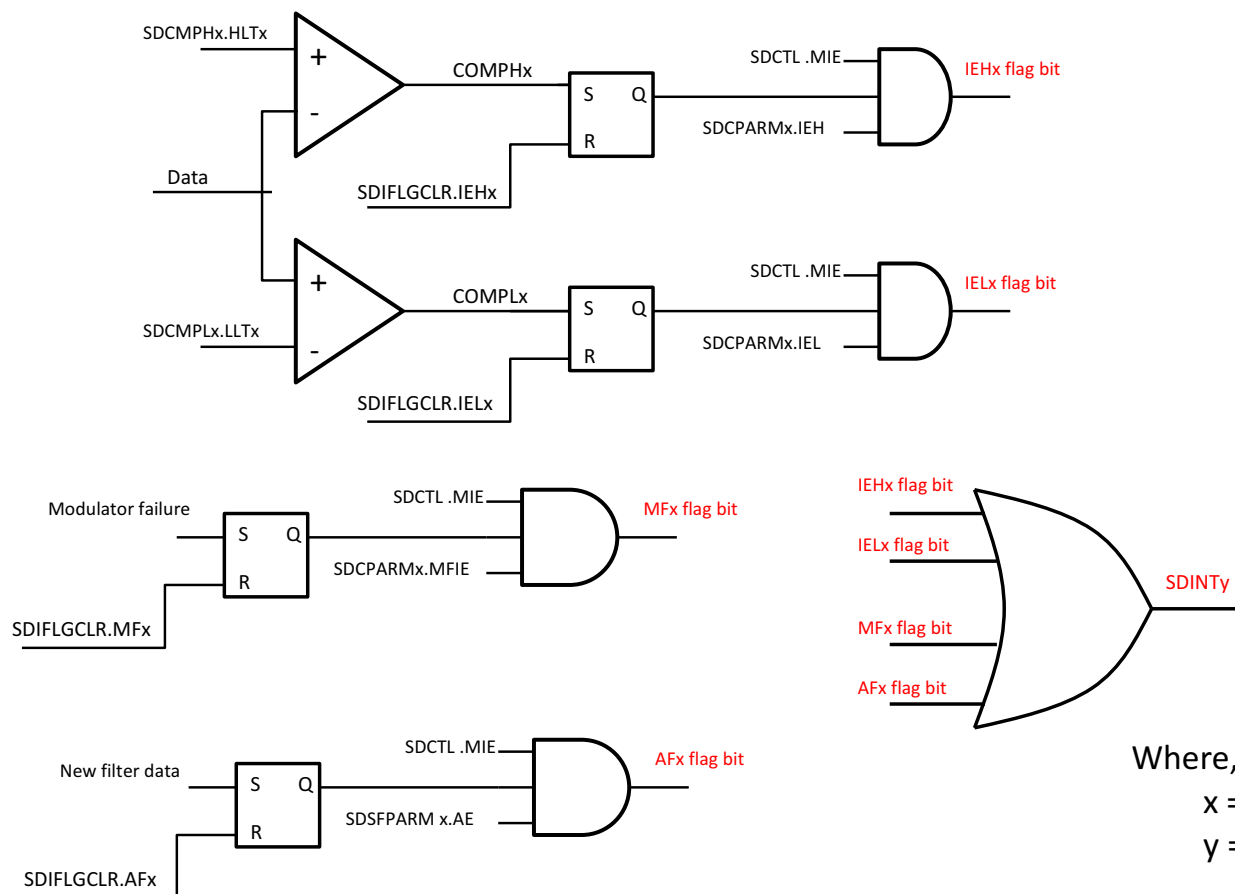 SDCMPHx.HLTx
+
-
COMPHx
S Q
R
SDIFLGCLR.IEHx
SDCTL .MIE
SDCPARMx.IEH
IEHx flag bit
Data
+
-
SDCMPLx.LLTx
COMPLx
S Q
R
SDIFLGCLR.IELx
SDCTL .MIE
SDCPARMx.IEL
IELx flag bit
Modulator failure
S Q
R
SDIFLGCLR.MFx
SDCTL .MIE
SDCPARMx.MFIE
MFx flag bit
IEHx flag bit
IELx flag bit
MFx flag bit
AFx flag bit
SDINTy
New filter data
S Q
R
SDIFLGCLR.AFx
SDCTL .MIE
SDSFPARM x.AE
AFx flag bit
Where,
x =
y =